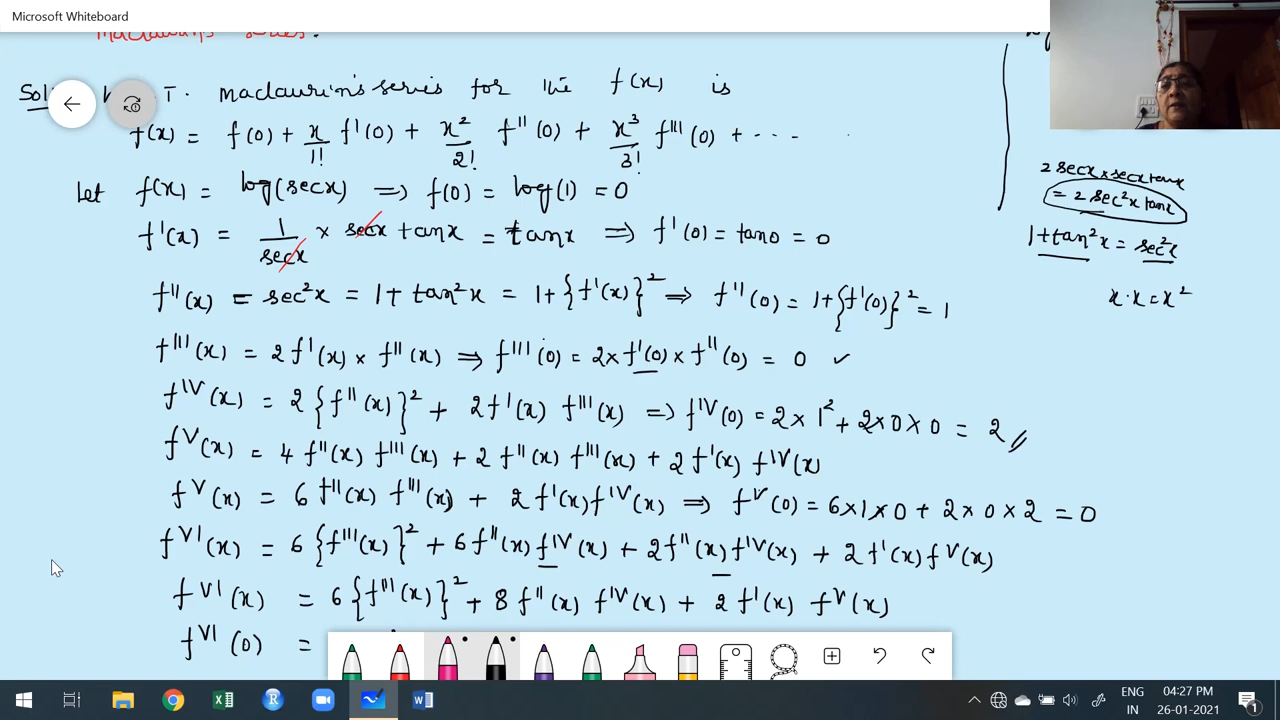 Microsoft Whiteboard
Maclaurin's series.
Sol T. maclaurin's series for the f(x) is
f(x) = f(0) + x/1! f'(0) + x²/2! f''(0) + x³/3! f'''(0) + ----
Let f(x) = log(secx) => f(0) = log(1) = 0
f'(x) = 1/secx × secx tanx = tanx => f'(0) = tan0 = 0
f''(x) = sec²x = 1 + tan²x = 1 + {f'(x)}² => f''(0) = 1 + {f'(0)}² = 1
f'''(x) = 2 f'(x) × f''(x) => f'''(0) = 2 × f'(0) × f''(0) = 0 ✓
f^IV(x) = 2 {f''(x)}² + 2 f'(x) f'''(x) => f^IV(0) = 2 × 1² + 2×0×0 = 2 //
f^V(x) = 4 f''(x) f'''(x) + 2 f''(x) f'''(x) + 2 f'(x) f^IV(x)
f^V(x) = 6 f''(x) f'''(x) + 2 f'(x) f^IV(x) => f^V(0) = 6×1×0 + 2×0×2 = 0
f^VI(x) = 6 {f'''(x)}² + 6 f''(x) f^IV(x) + 2 f''(x) f^IV(x) + 2 f'(x) f^V(x)
f^VI(x) = 6 {f'''(x)}² + 8 f''(x) f^IV(x) + 2 f'(x) f^V(x)
f^VI(0) =
2 secx × secx tanx
= 2 sec²x tanx
1 + tan²x = sec²x
x·x = x²
ENG
IN
04:27 PM
26-01-2021
1